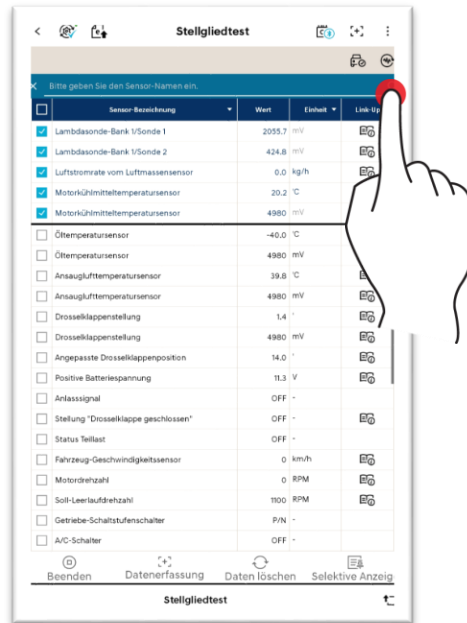 Stellgliedtest
Bitte geben Sie den Sensor-Namen ein.
Sensor-Bezeichnung Wert Einheit Link-Up
Lambdasonde-Bank 1/Sonde 1 2055.7 mV
Lambdasonde-Bank 1/Sonde 2 424.8 mV
Luftstromrate vom Luftmassensensor 0.0 kg/h
Motorkühlmitteltemperatursensor 20.2 °C
Motorkühlmitteltemperatursensor 4980 mV
Öltemperatursensor -40.0 °C
Öltemperatursensor 4980 mV
Ansauglufttemperatursensor 39.8 °C
Ansauglufttemperatursensor 4980 mV
Drosselklappenstellung 1.4 °
Drosselklappenstellung 4980 mV
Angepasste Drosselklappenposition 14.0 °
Positive Batteriespannung 11.3 V
Anlasssignal OFF -
Stellung "Drosselklappe geschlossen" OFF -
Status Teillast OFF -
Fahrzeug-Geschwindigkeitssensor 0 km/h
Motordrehzahl 0 RPM
Soll-Leerlaufdrehzahl 1100 RPM
Getriebe-Schaltstufenschalter P/N -
A/C-Schalter OFF -
Beenden Datenerfassung Daten löschen Selektive Anzeig
Stellgliedtest